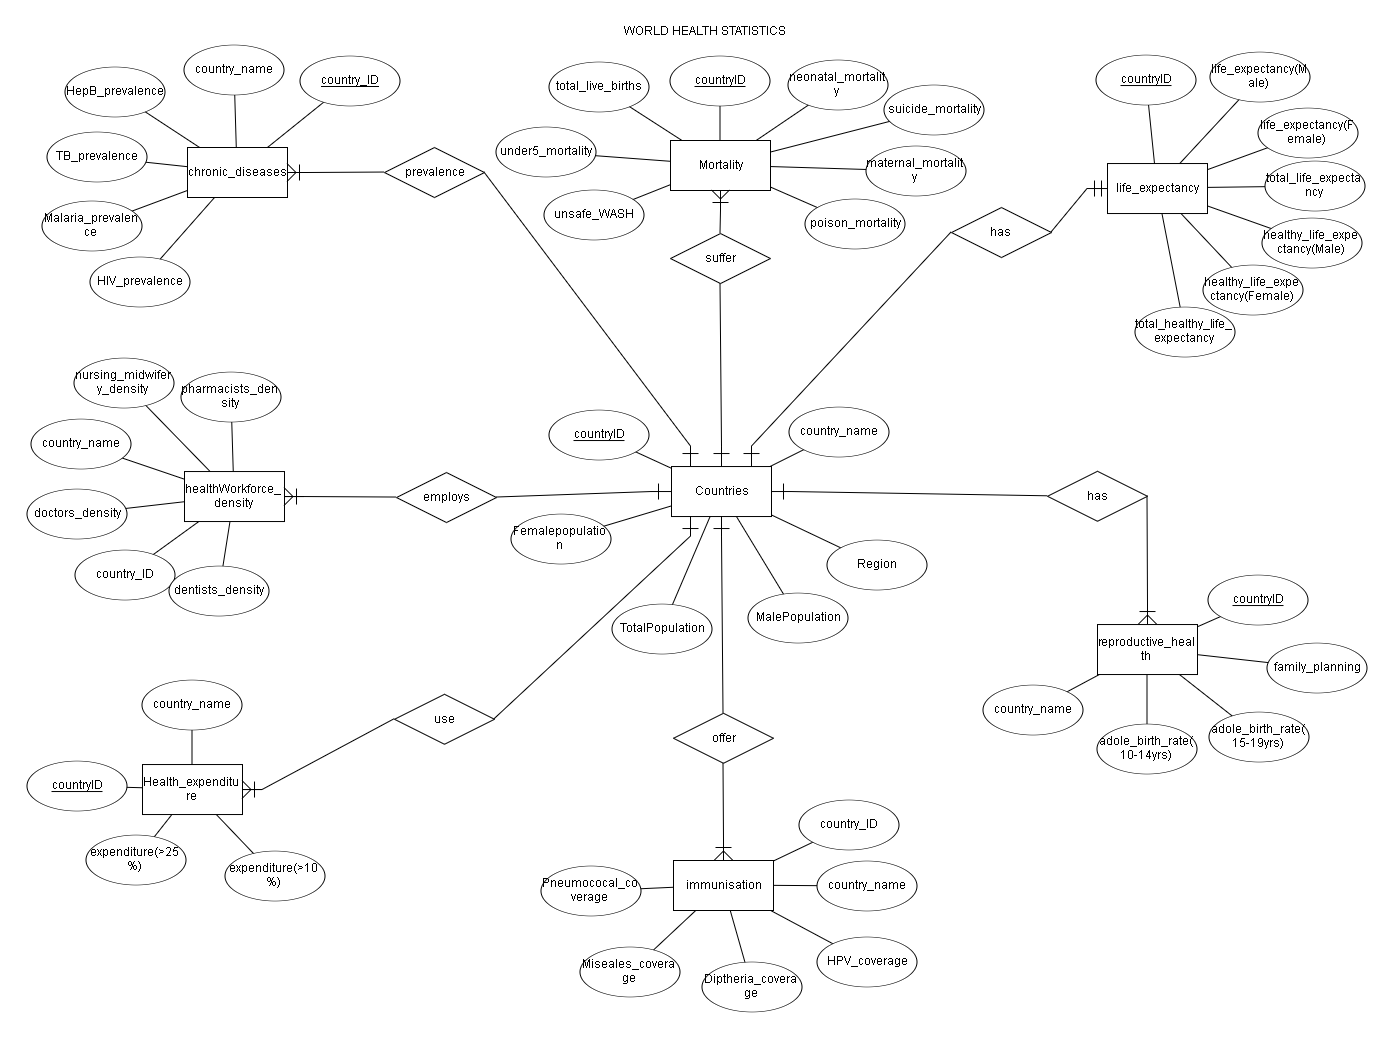 WORLD HEALTH STATISTICS
country_name
country_ID
HepB_prevalence
TB_prevalence
chronic_diseases
Malaria_prevale
nce
HIV_prevalence
prevalence
total_live_births
countryID
neonatal_mortalit
y
suicide_mortality
under5_mortality
Mortality
maternal_mortalit
y
unsafe_WASH
poison_mortality
suffer
countryID
life_expectancy(M
ale)
life_expectancy(F
emale)
total_life_expecta
ncy
life_expectancy
healthy_life_expe
ctancy(Male)
healthy_life_expe
ctancy(Female)
total_healthy_life_
expectancy
has
nursing_midwifer
y_density
pharmacists_den
sity
country_name
healthWorkforce_
density
doctors_density
country_ID
dentists_density
employs
countryID
country_name
Countries
Femalepopulatio
n
Region
TotalPopulation
MalePopulation
has
countryID
reproductive_heal
th
family_planning
country_name
adole_birth_rate(
10-14yrs)
adole_birth_rate(
15-19yrs)
use
country_name
countryID
Health_expenditu
re
expenditure(>25
%)
expenditure(>10
%)
offer
country_ID
immunisation
country_name
Pneumococal_co
verage
Miseales_covera
ge
Diptheria_covera
ge
HPV_coverage